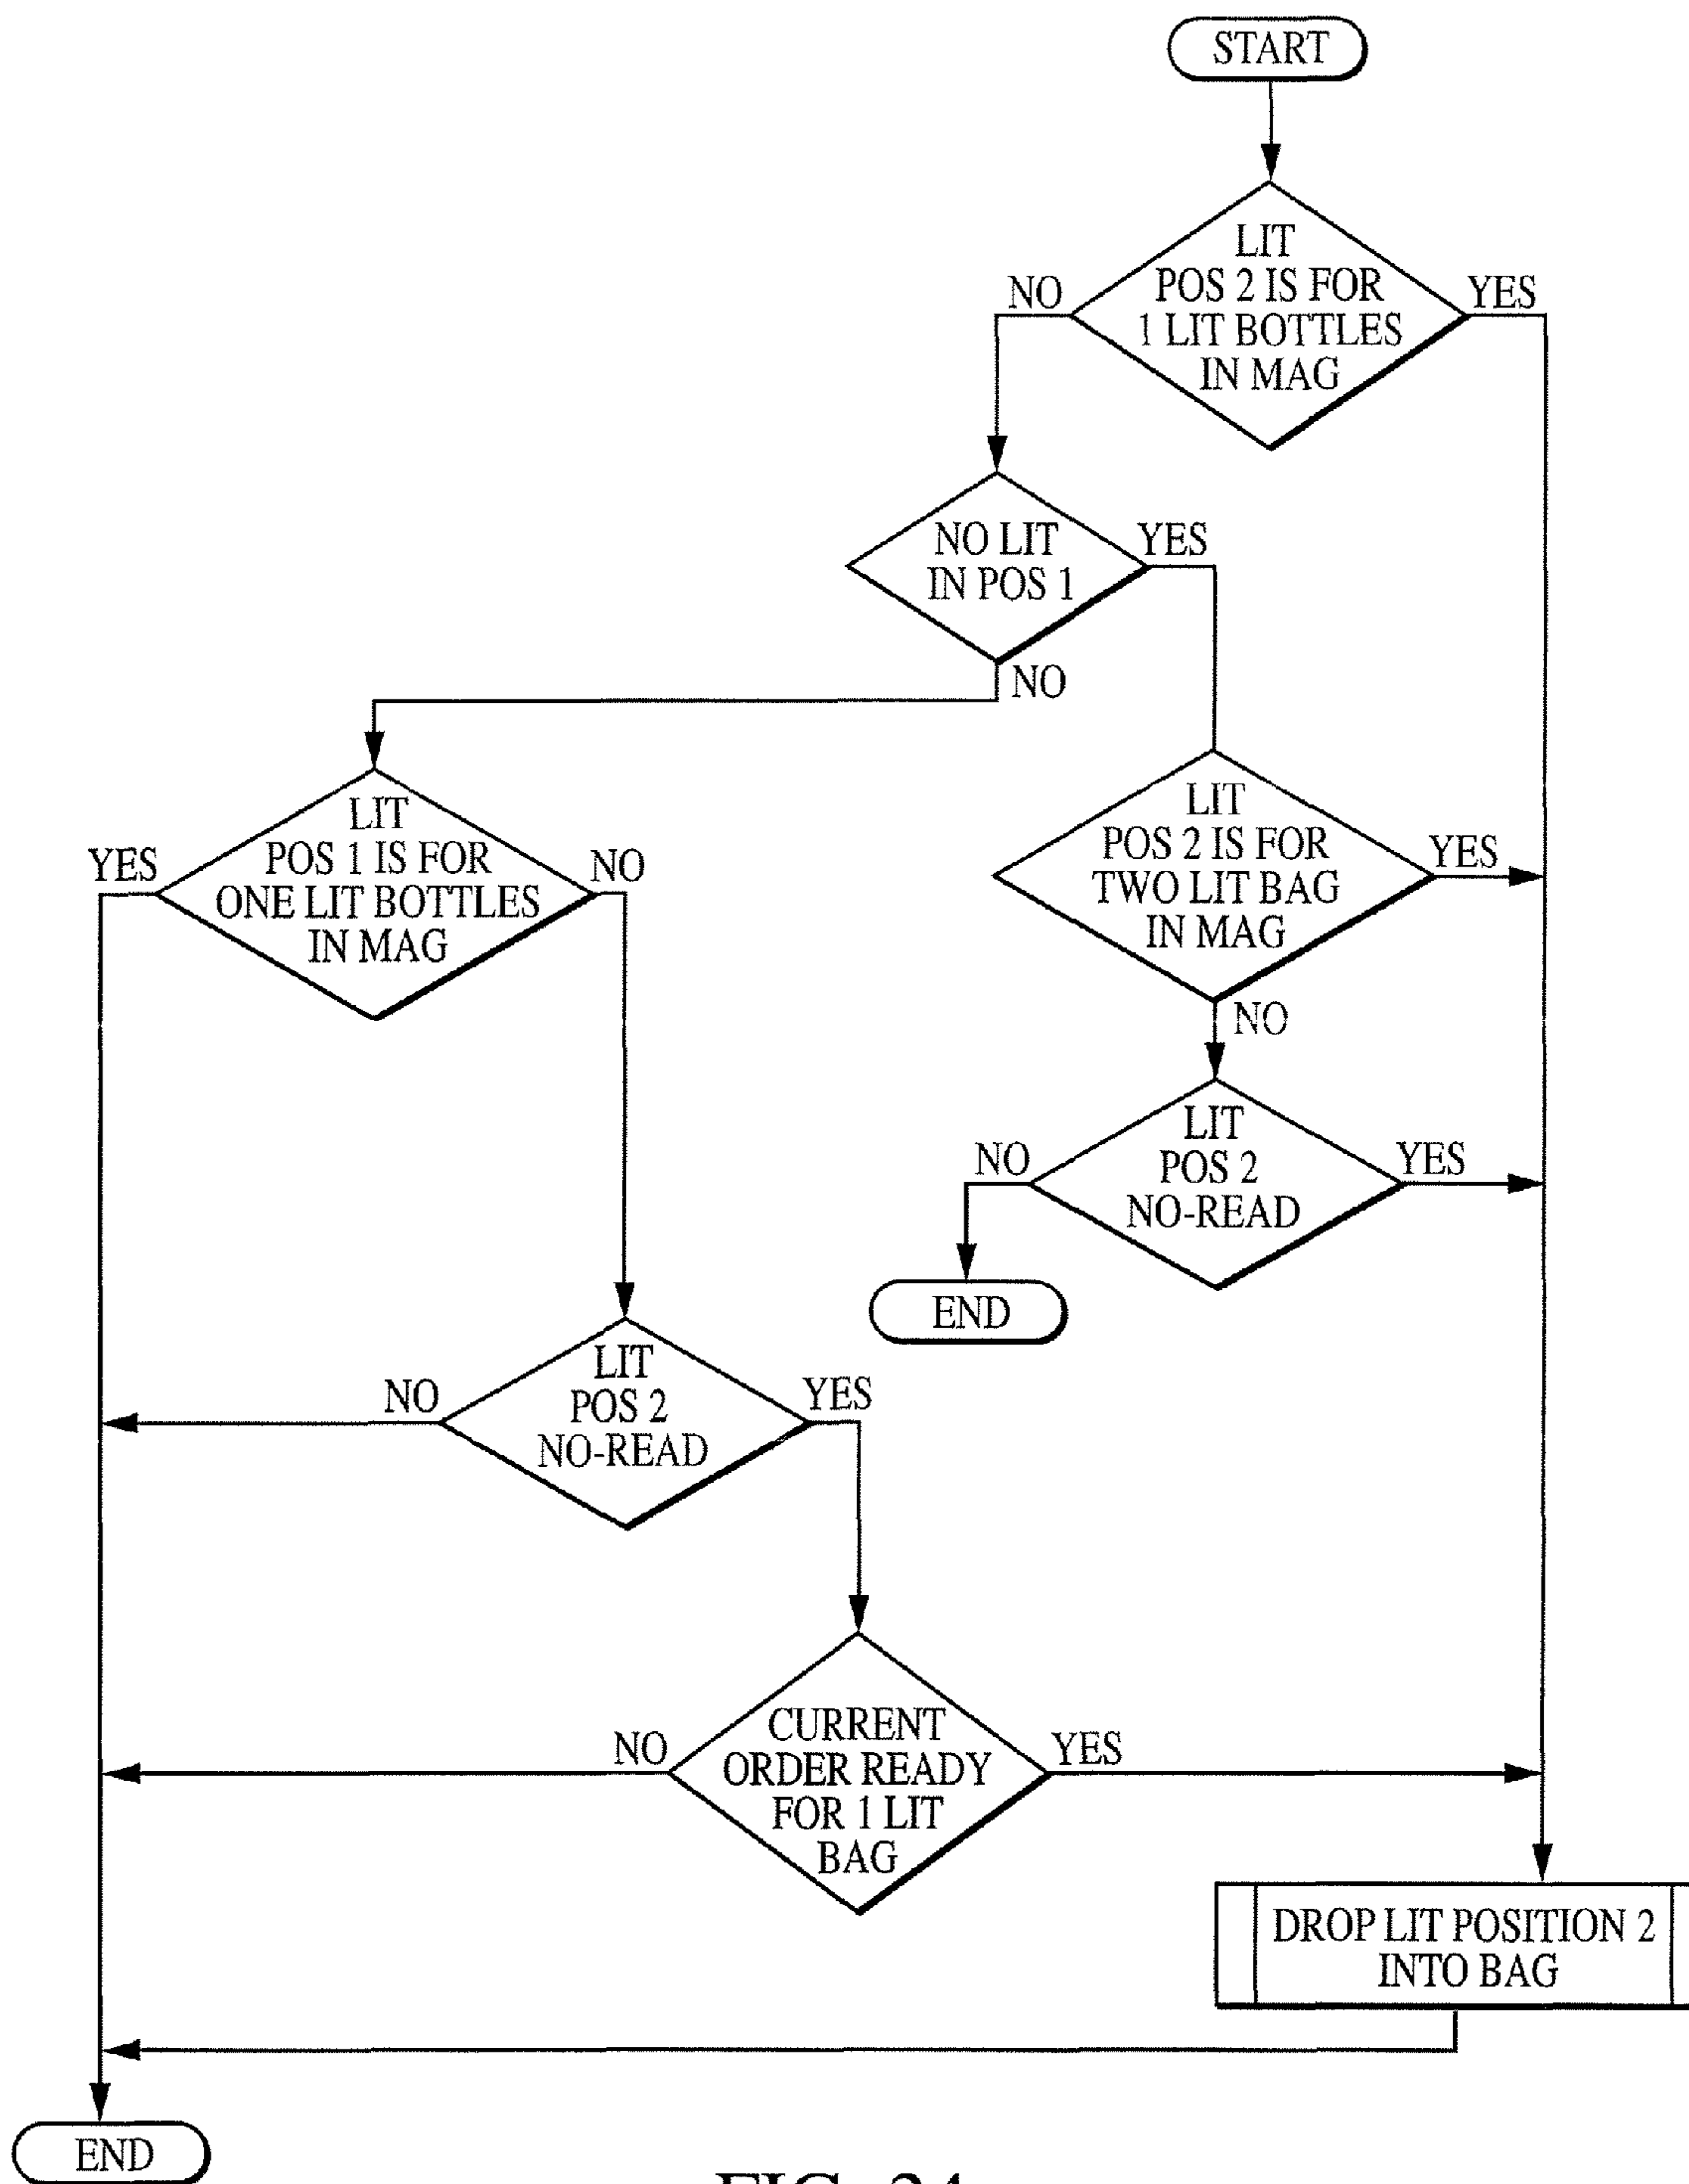 START
LIT
POS 2 IS FOR
1 LIT BOTTLES
IN MAG
NO
YES
NO LIT
IN POS 1
YES
NO
LIT
POS 1 IS FOR
ONE LIT BOTTLES
IN MAG
YES
NO
LIT
POS 2 IS FOR
TWO LIT BAG
IN MAG
YES
NO
LIT
POS 2
NO-READ
NO
YES
END
LIT
POS 2
NO-READ
NO
YES
CURRENT
ORDER READY
FOR 1 LIT
BAG
NO
YES
DROP LIT POSITION 2
INTO BAG
END